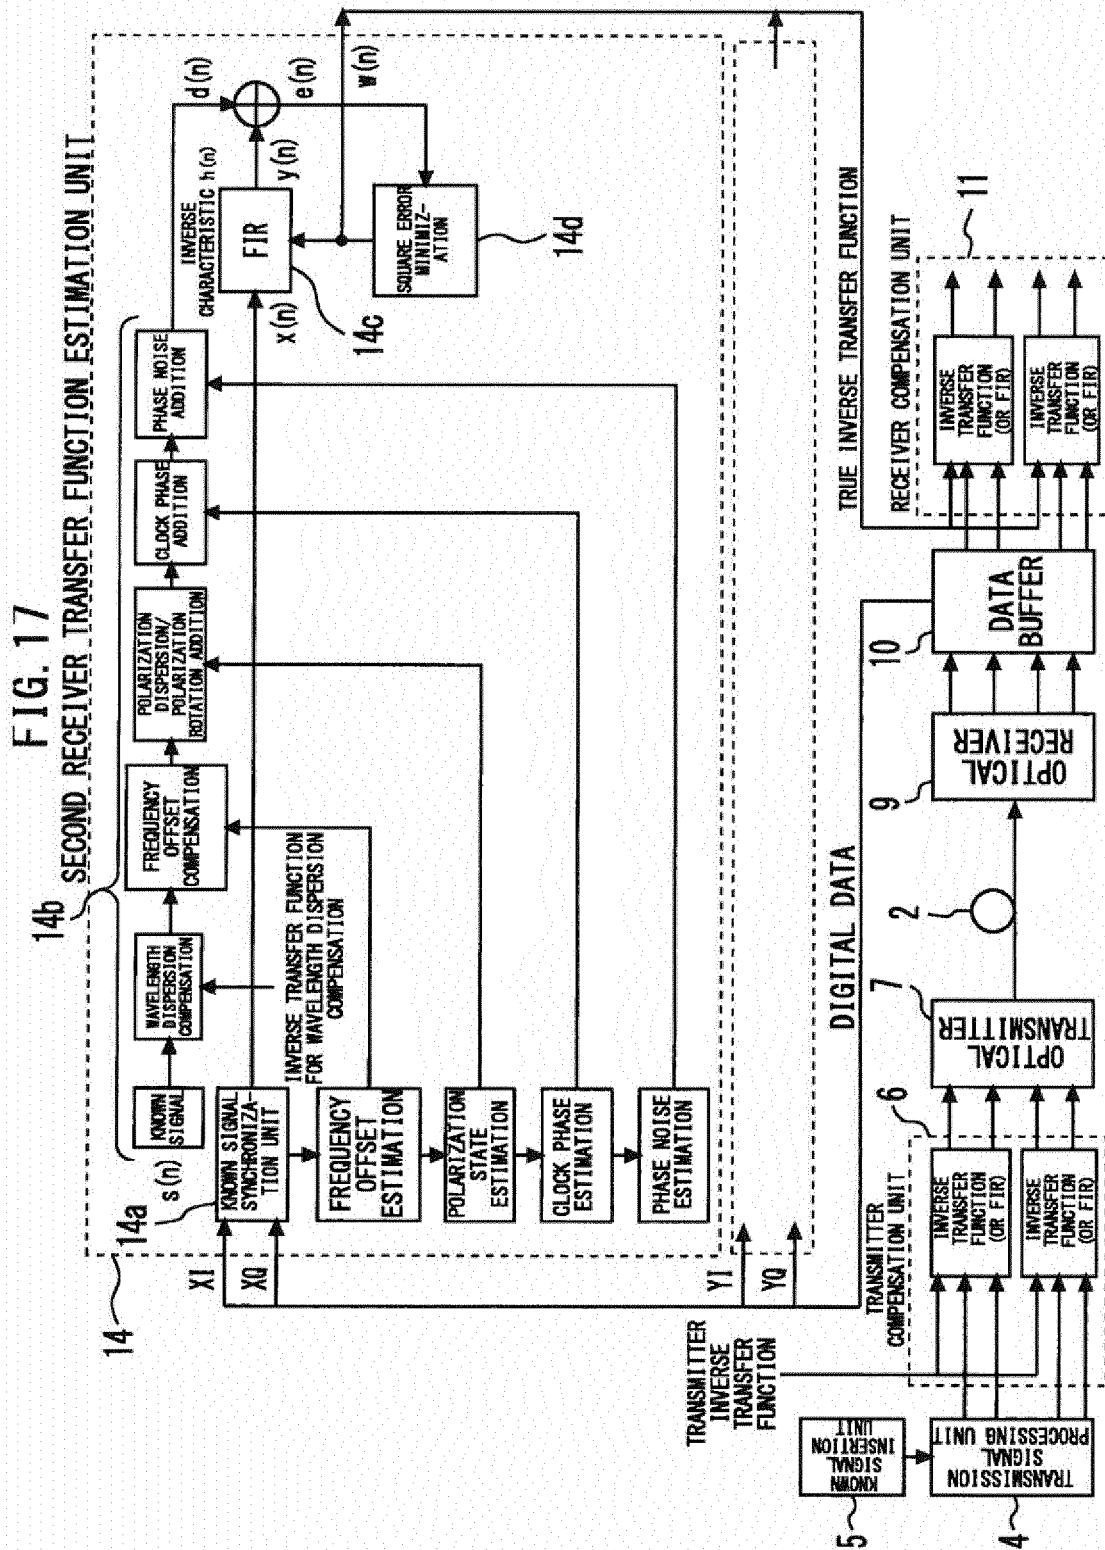 FIG. 17
SECOND RECEIVER TRANSFER FUNCTION ESTIMATION UNIT
14b
14
s(n)
KNOWN
SIGNAL
WAVELENGTH
DISPERSION
COMPENSATION
FREQUENCY
OFFSET
COMPENSATION
POLARIZATION
DISPERSION/
POLARIZATION
ROTATION ADDITION
CLOCK PHASE
ADDITION
PHASE NOISE
ADDITION
d(n)
14a
XI
XQ
KNOWN SIGNAL
SYNCHRONIZA-
TION UNIT
INVERSE TRANSFER FUNCTION
FOR WAVELENGTH DISPERSION
COMPENSATION
x(n)
INVERSE
CHARACTERISTIC h(n)
FIR
14c
y(n)
e(n)
w(n)
SQUARE ERROR
MINIMIZ-
ATION
14d
FREQUENCY
OFFSET
ESTIMATION
POLARIZATION
STATE
ESTIMATION
CLOCK PHASE
ESTIMATION
PHASE NOISE
ESTIMATION
YI
YQ
DIGITAL DATA
TRUE INVERSE TRANSFER FUNCTION
TRANSMITTER
INVERSE
TRANSFER
FUNCTION
5
KNOWN
SIGNAL
INSERTION
UNIT
4
TRANSMISSION
SIGNAL
PROCESSING UNIT
TRANSMITTER
COMPENSATION UNIT
6
INVERSE
TRANSFER
FUNCTION
(OR FIR)
INVERSE
TRANSFER
FUNCTION
(OR FIR)
7
OPTICAL
TRANSMITTER
2
9
OPTICAL
RECEIVER
10
DATA
BUFFER
RECEIVER COMPENSATION UNIT
11
INVERSE
TRANSFER
FUNCTION
(OR FIR)
INVERSE
TRANSFER
FUNCTION
(OR FIR)